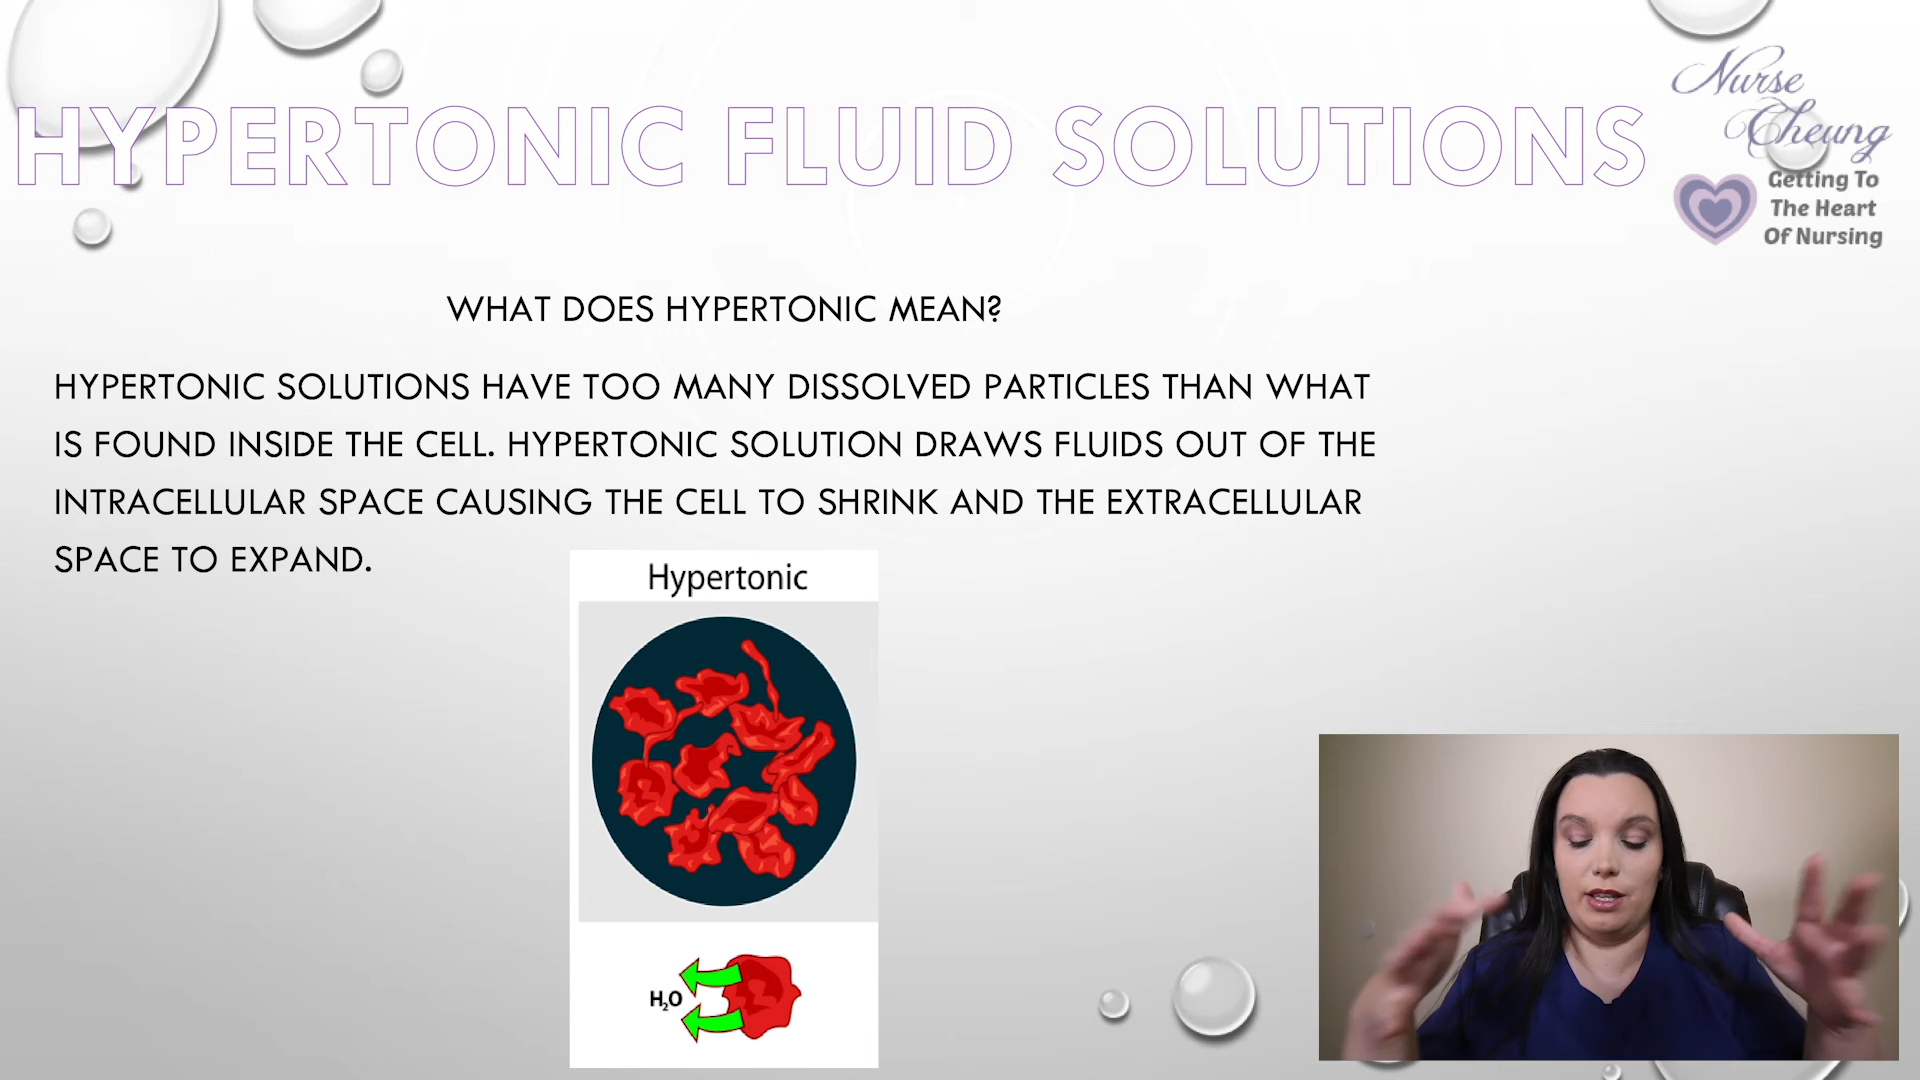 HYPERTONIC FLUID SOLUTIONS
Nurse
Cheung
Getting To
The Heart
Of Nursing
WHAT DOES HYPERTONIC MEAN?
HYPERTONIC SOLUTIONS HAVE TOO MANY DISSOLVED PARTICLES THAN WHAT
IS FOUND INSIDE THE CELL. HYPERTONIC SOLUTION DRAWS FLUIDS OUT OF THE
INTRACELLULAR SPACE CAUSING THE CELL TO SHRINK AND THE EXTRACELLULAR
SPACE TO EXPAND.
Hypertonic
H₂O